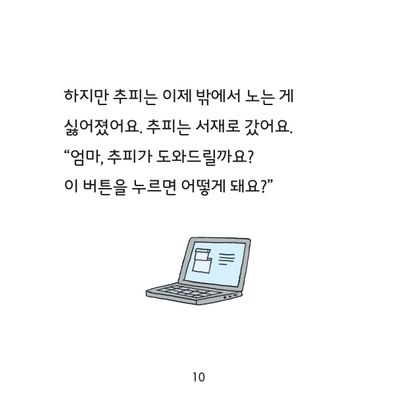 하지만 추피는 이제 밖에서 노는 게
싫어졌어요. 추피는 서재로 갔어요.
“엄마, 추피가 도와드릴까요?
이 버튼을 누르면 어떻게 돼요?”
10